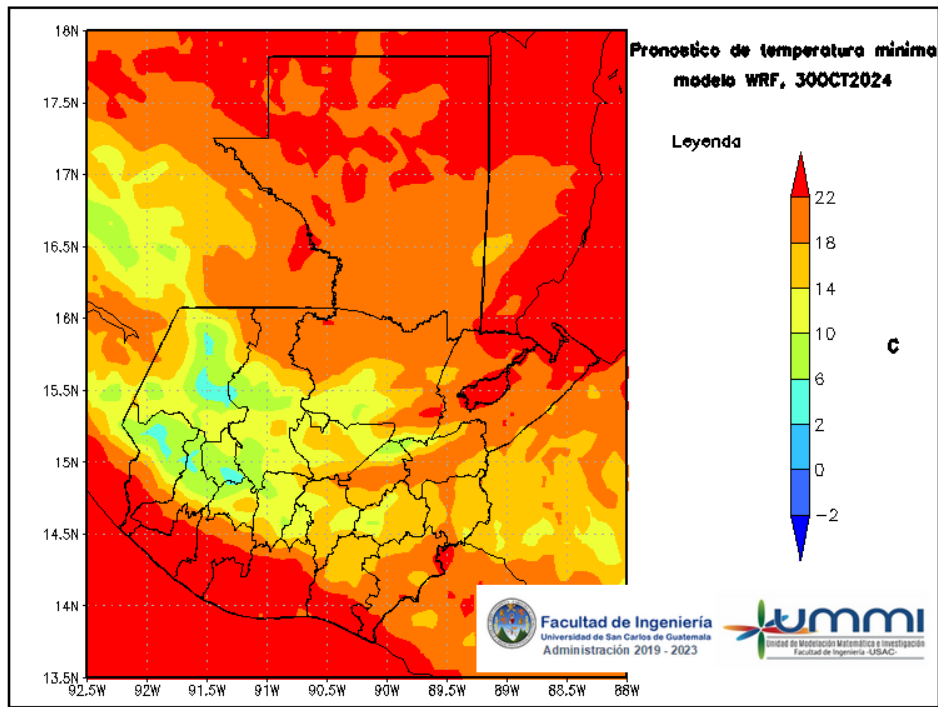 Pronostico de temperatura minima
modelo WRF, 30OCT2024
Leyenda
22
18
14
10
6
2
0
−2
C
18N
17.5N
17N
16.5N
16N
15.5N
15N
14.5N
14N
13.5N
92.5W
92W
91.5W
91W
90.5W
90W
89.5W
89W
88.5W
88W
Facultad de Ingeniería
Universidad de San Carlos de Guatemala
Administración 2019 - 2023
UMMI
Unidad de Modelación Matemática e Investigación
Facultad de Ingeniería -USAC-